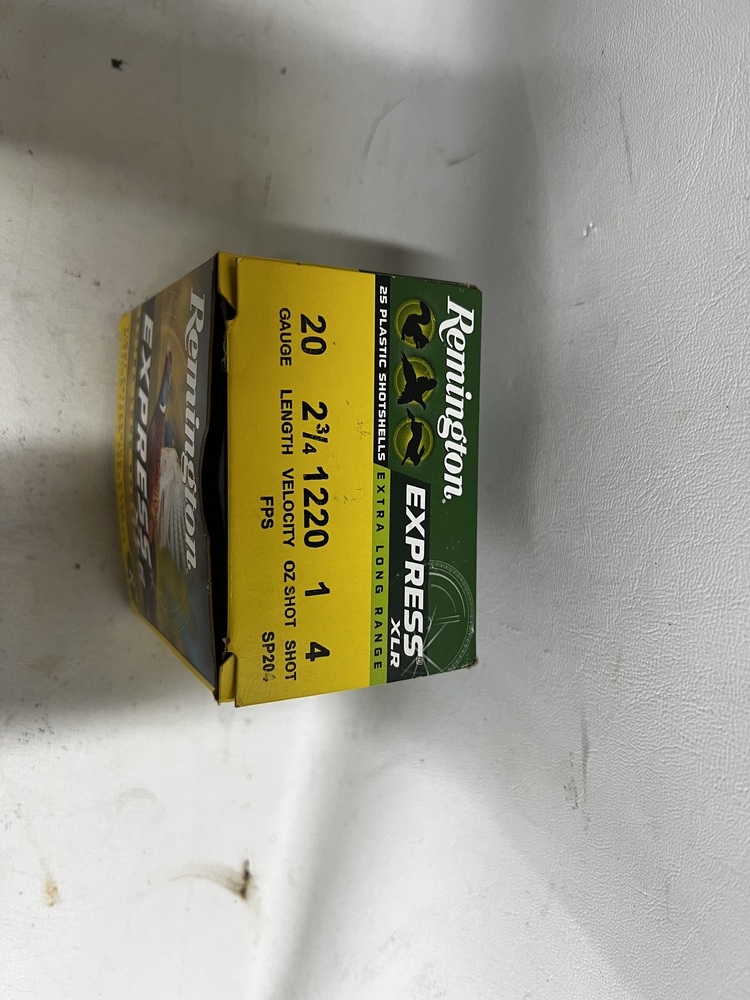 Remington.
EXPRESS®
XLR
25 PLASTIC SHOTSHELLS
EXTRA LONG RANGE
20 2¾ 1220 1 4
GAUGE LENGTH VELOCITY OZ SHOT SHOT
FPS
SP204
Remington.
EXPRESS